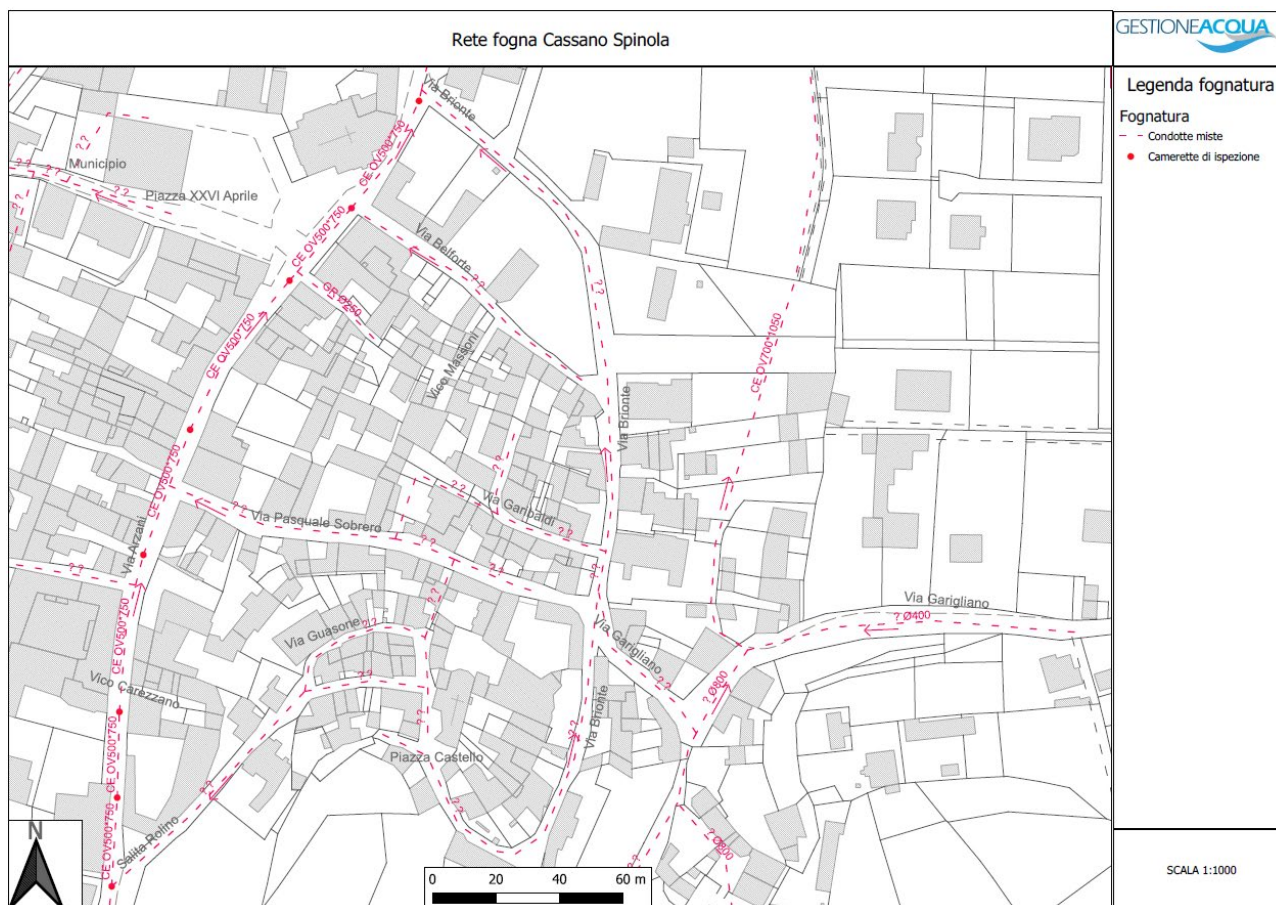 Rete fogna Cassano Spinola
GESTIONEACQUA
Legenda fognatura
Fognatura
Condotte miste
Camerette di ispezione
Via Brionte
CE OV500*750
? ?
Municipio
? ?
? ?
Piazza XXVI Aprile
? ?
? ?
CE OV500*750
Via Belforte
? ?
GR Ø250
? ?
CE OV500*750
Vico Massoni
CE OV700*1050
Via Brionte
CE OV500*750
? ?
? ?
Via Garibaldi
? ?
? ?
Via Pasquale Sobrero
? ?
? ?
Via Arzani
? ?
? ?
? ?
CE OV500*750
Via Guasone
? ?
Via Garigliano
? Ø400
Via Garigliano
? ?
? ?
? Ø800
Vico Carezzano
CE OV500*750
? ?
? ?
Via Brionte
Piazza Castello
? ?
? ?
CE OV500*750
Salita Rolino
? Ø800
? ?
N
0 20 40 60 m
SCALA 1:1000